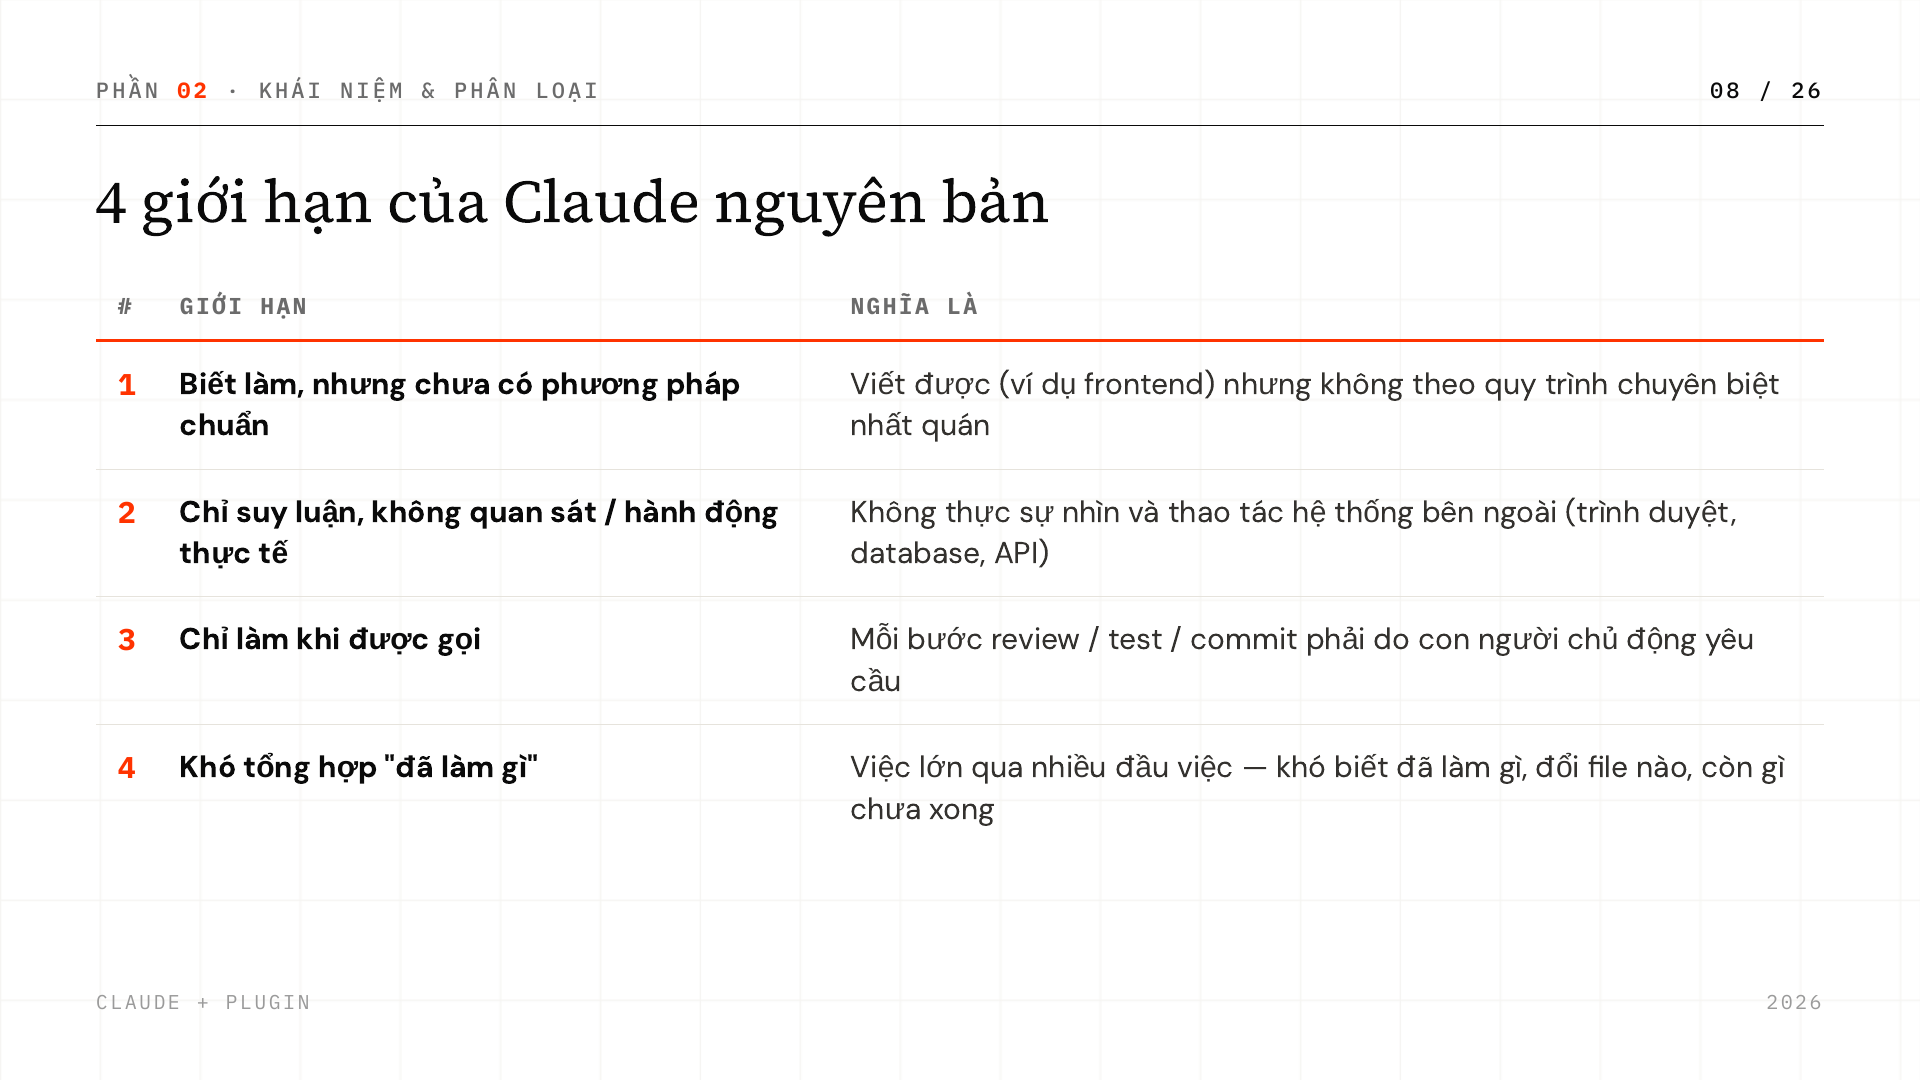 PHẦN 02 · KHÁI NIỆM & PHÂN LOẠI
08 / 26
4 giới hạn của Claude nguyên bản
# GIỚI HẠN NGHĨA LÀ
1 Biết làm, nhưng chưa có phương pháp
chuẩn
Viết được (ví dụ frontend) nhưng không theo quy trình chuyên biệt
nhất quán
2 Chỉ suy luận, không quan sát / hành động
thực tế
Không thực sự nhìn và thao tác hệ thống bên ngoài (trình duyệt,
database, API)
3 Chỉ làm khi được gọi
Mỗi bước review / test / commit phải do con người chủ động yêu
cầu
4 Khó tổng hợp "đã làm gì"
Việc lớn qua nhiều đầu việc — khó biết đã làm gì, đổi file nào, còn gì
chưa xong
CLAUDE + PLUGIN
2026